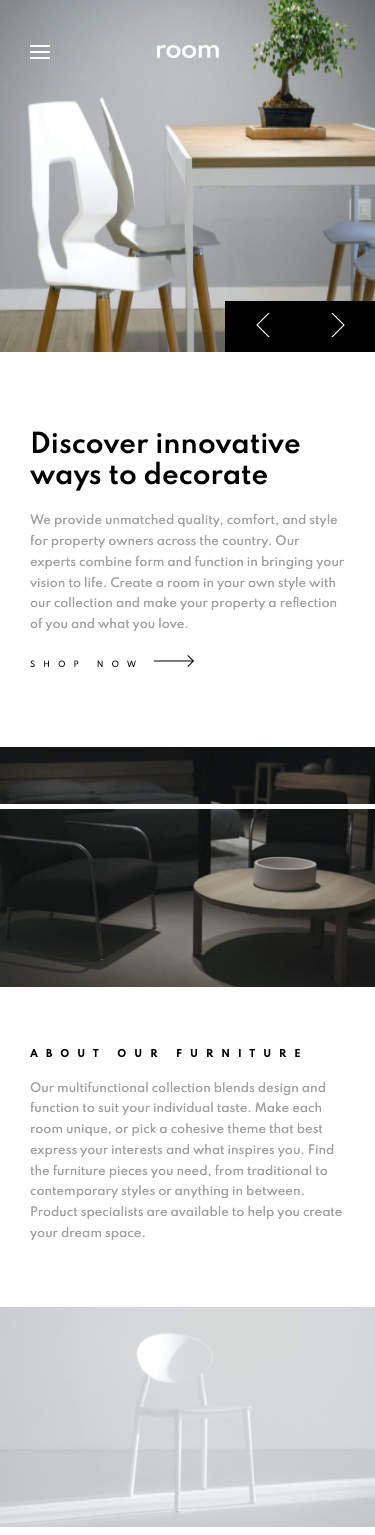 room
Discover innovative
ways to decorate
We provide unmatched quality, comfort, and style
for property owners across the country. Our
experts combine form and function in bringing your
vision to life. Create a room in your own style with
our collection and make your property a reflection
of you and what you love.
SHOP NOW
ABOUT OUR FURNITURE
Our multifunctional collection blends design and
function to suit your individual taste. Make each
room unique, or pick a cohesive theme that best
express your interests and what inspires you. Find
the furniture pieces you need, from traditional to
contemporary styles or anything in between.
Product specialists are available to help you create
your dream space.